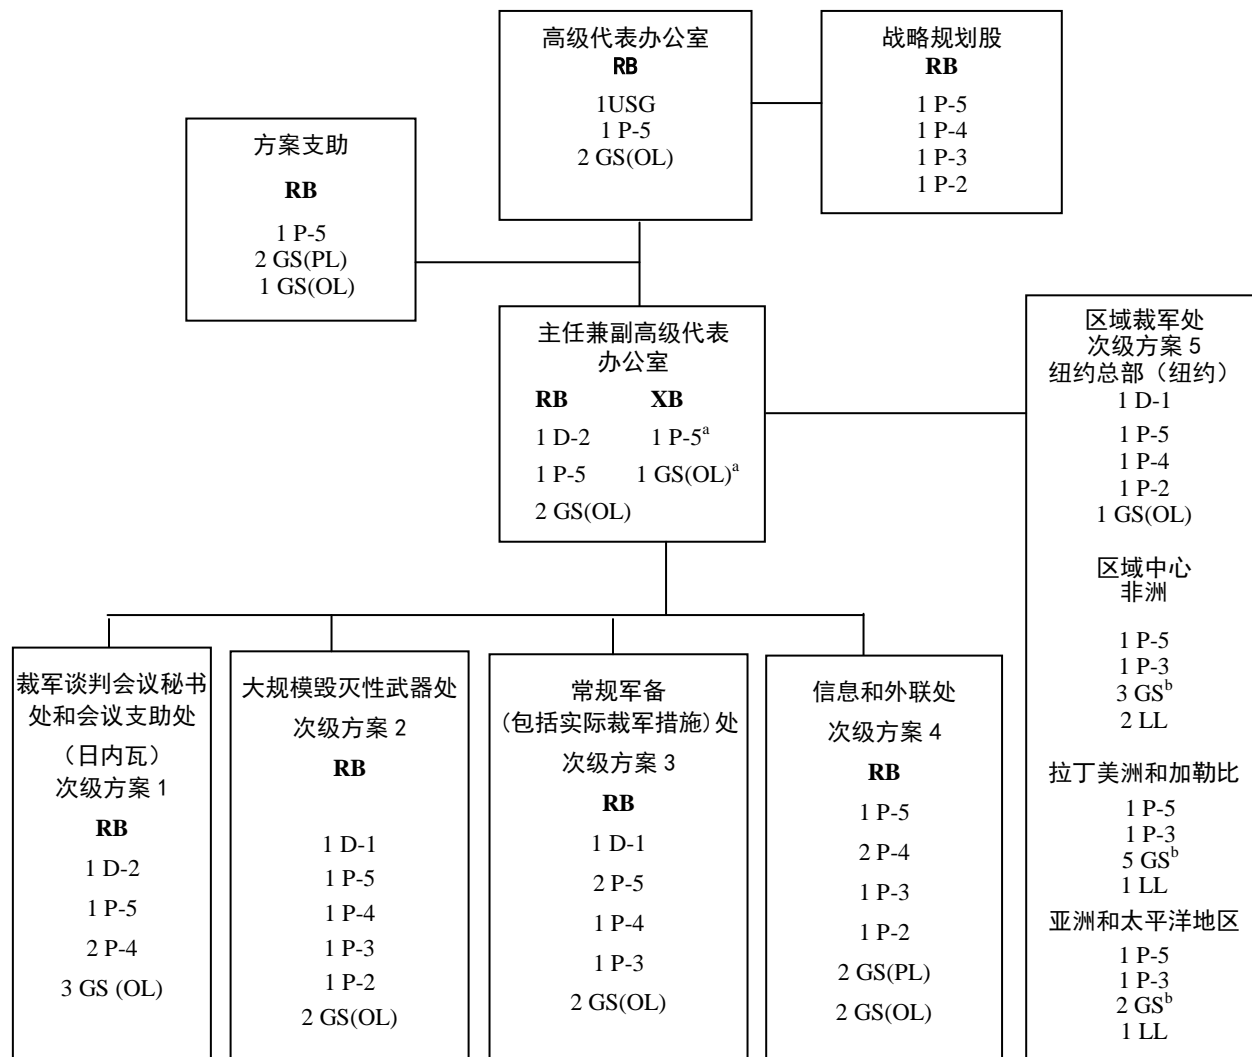 高级代表办公室
RB
1USG
1 P-5
2 GS(OL)
战略规划股
RB
1 P-5
1 P-4
1 P-3
1 P-2
方案支助
RB
1 P-5
2 GS(PL)
1 GS(OL)
主任兼副高级代表
办公室
RB XB
1 D-2 1 P-5a
1 P-5 1 GS(OL)a
2 GS(OL)
区域裁军处
次级方案 5
纽约总部（纽约）
1 D-1
1 P-5
1 P-4
1 P-2
1 GS(OL)
区域中心
非洲
1 P-5
1 P-3
3 GSb
2 LL
拉丁美洲和加勒比
1 P-5
1 P-3
5 GSb
1 LL
亚洲和太平洋地区
1 P-5
1 P-3
2 GSb
1 LL
裁军谈判会议秘书
处和会议支助处
（日内瓦）
次级方案 1
RB
1 D-2
1 P-5
2 P-4
3 GS (OL)
大规模毁灭性武器处
次级方案 2
RB
1 D-1
1 P-5
1 P-4
1 P-3
1 P-2
2 GS(OL)
常规军备
(包括实际裁军措施)处
次级方案 3
RB
1 D-1
2 P-5
1 P-4
1 P-3
2 GS(OL)
信息和外联处
次级方案 4
RB
1 P-5
2 P-4
1 P-3
1 P-2
2 GS(PL)
2 GS(OL)